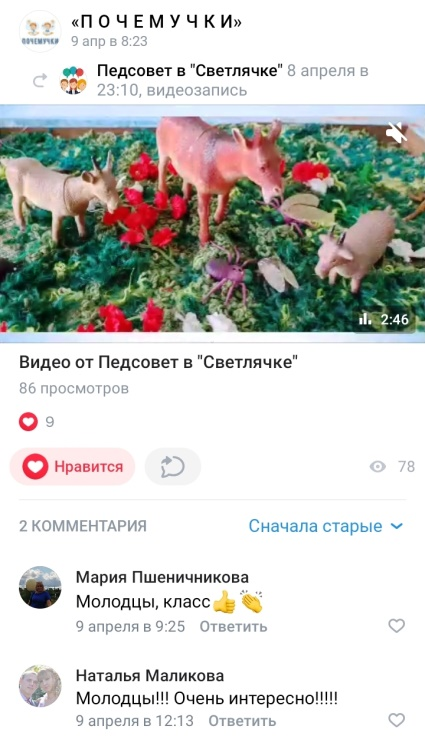 «П О Ч Е М У Ч К И»
9 апр в 8:23
ПОЧЕМУЧКИ
Педсовет в "Светлячке" 8 апреля в
23:10, видеозапись
2:46
Видео от Педсовет в "Светлячке"
86 просмотров
9
Нравится
78
2 КОММЕНТАРИЯ
Сначала старые
Мария Пшеничникова
Молодцы, класс👍👏
9 апреля в 9:25 Ответить
Наталья Маликова
Молодцы!!! Очень интересно!!!!!
9 апреля в 12:13 Ответить